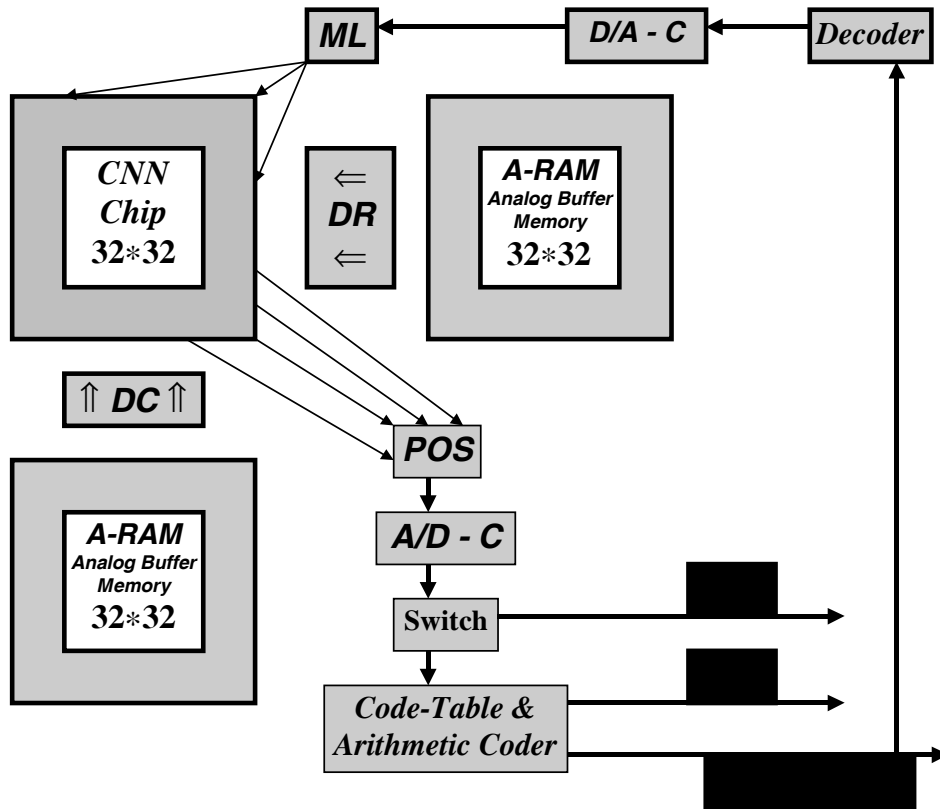 ML
D/A - C
Decoder
CNN
Chip
32*32
⇐
DR
⇐
A-RAM
Analog Buffer
Memory
32*32
⇑ DC ⇑
POS
A-RAM
Analog Buffer
Memory
32*32
A/D - C
Switch
Code-Table &
Arithmetic Coder